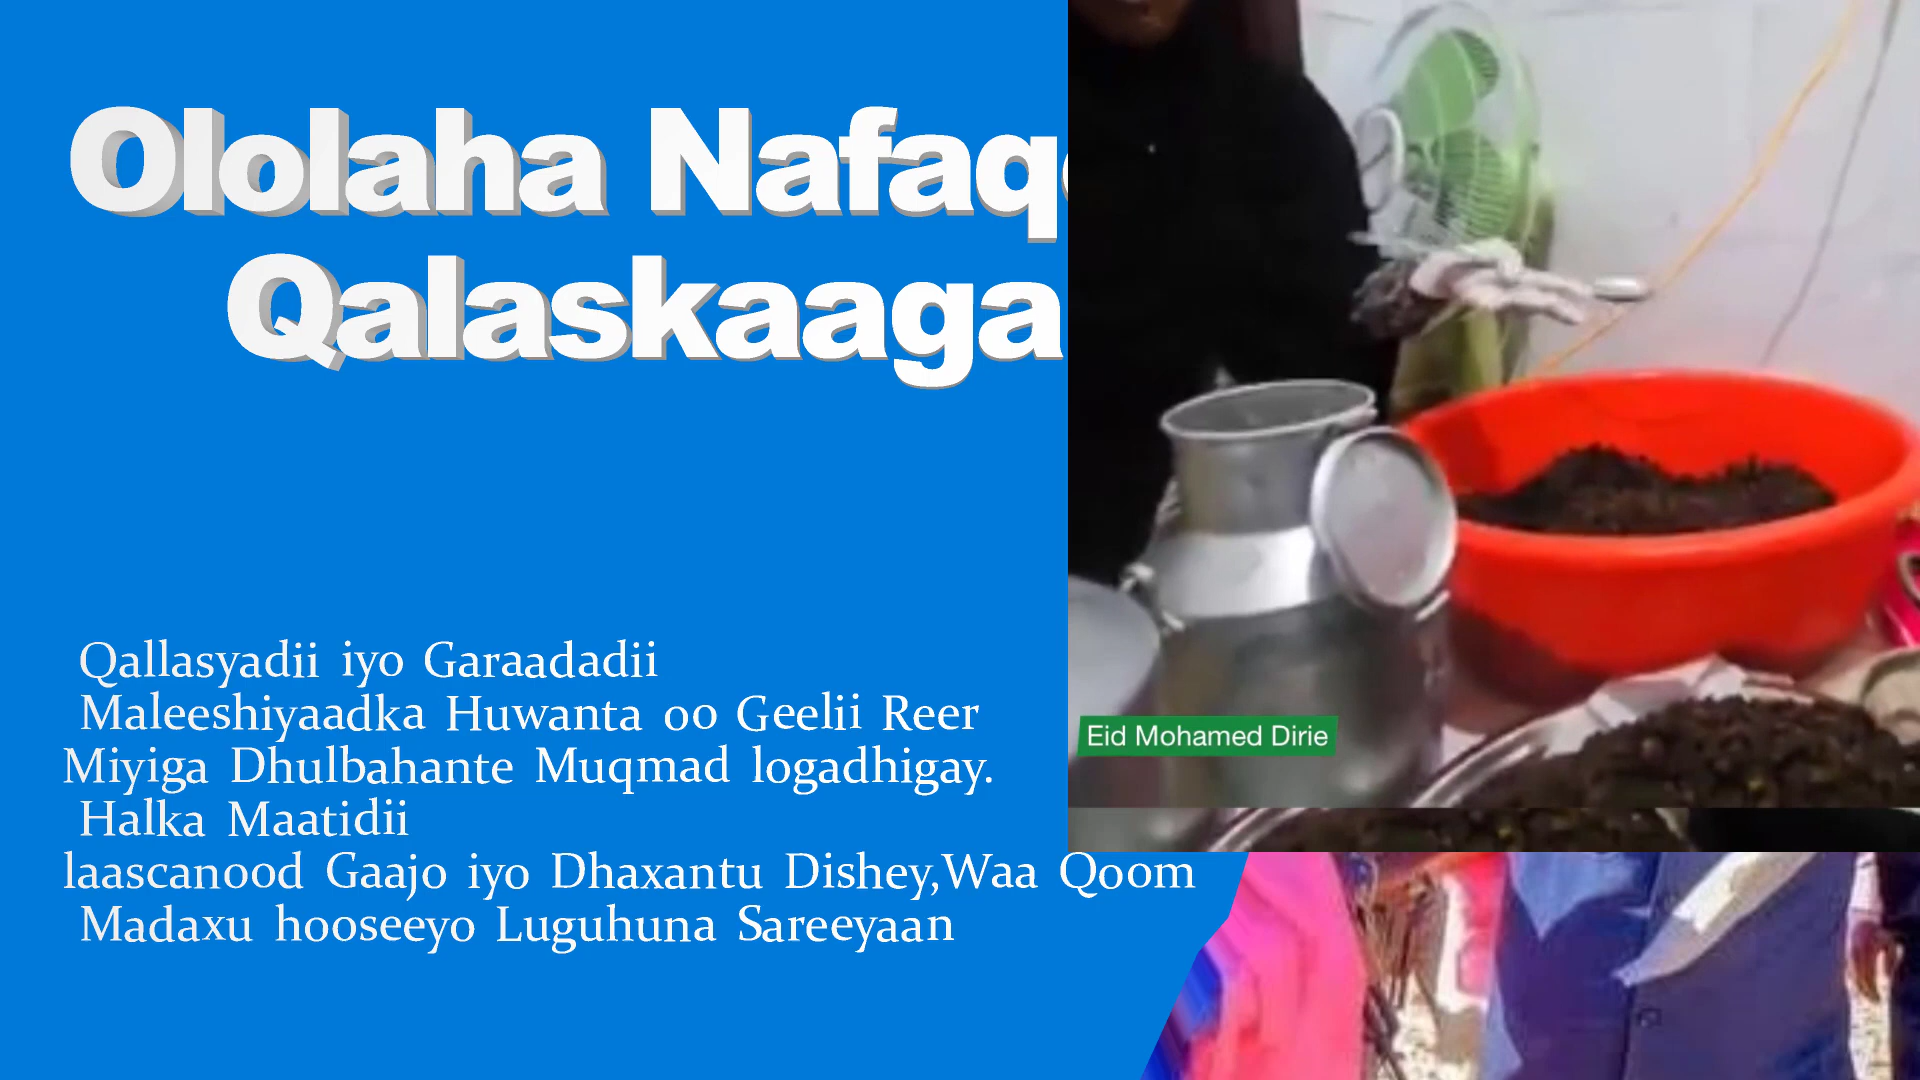 Ololaha
Qalaskaaga
Qallasyadii iyo Garaadadii
Maleeshiyaadka Huwanta oo Geelii Reer
Miyiga Dhulbahante Muqmad logadhigay.
Halka Maatidii
laascanood Gaajo iyo Dhaxantu Dishey,Waa Qoom
Madaxu hooseeyo Luguhuna Sareeyaan
Eid Mohamed Dirie